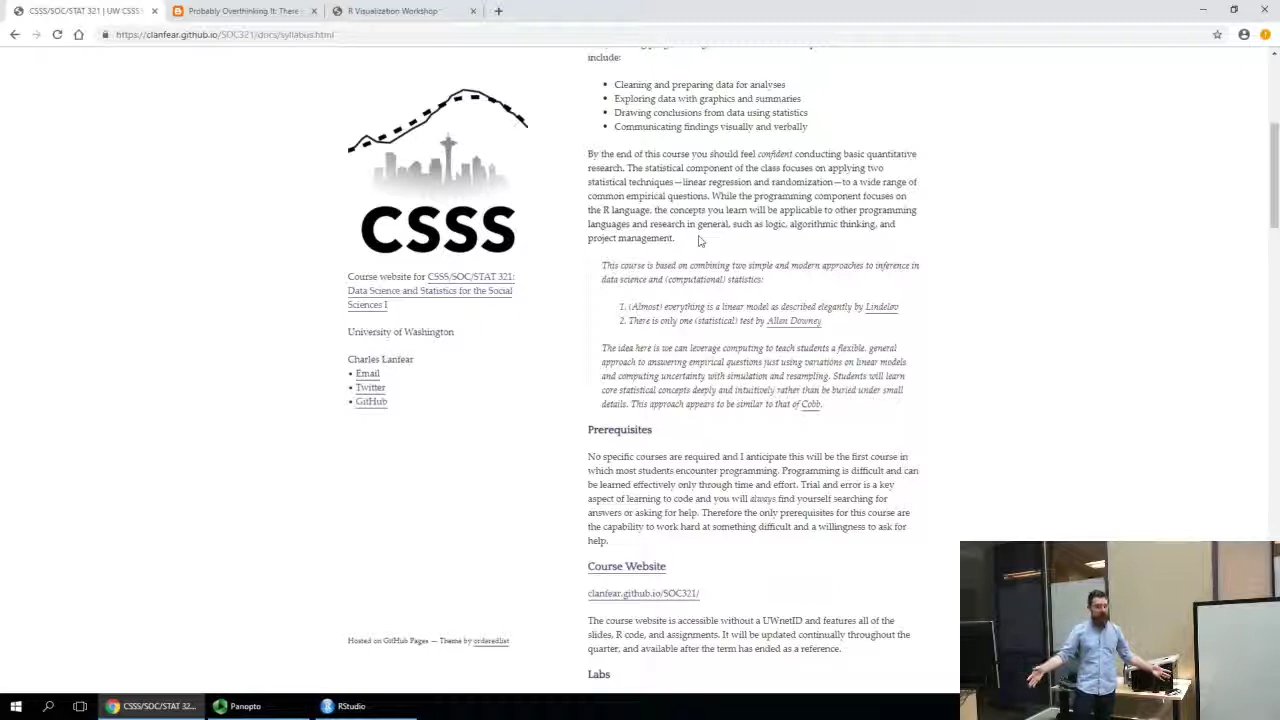 CSSS/SOC/STAT 321 | UW CSSS
Probably Overthinking It: There
R Visualization Workshop
https://clanfear.github.io/SOC321/docs/syllabus.html
include:
• Cleaning and preparing data for analyses
• Exploring data with graphics and summaries
• Drawing conclusions from data using statistics
• Communicating findings visually and verbally
By the end of this course you should feel confident conducting basic quantitative
research. The statistical component of the class focuses on applying two
statistical techniques—linear regression and randomization—to a wide range of
common empirical questions. While the programming component focuses on
the R language, the concepts you learn will be applicable to other programming
languages and research in general, such as logic, algorithmic thinking, and
project management.
This course is based on combining two simple and modern approaches to inference in
data science and (computational) statistics:
1. (Almost) everything is a linear model as described elegantly by Lindeløv
2. There is only one (statistical) test by Allen Downey
The idea here is we can leverage computing to teach students a flexible, general
approach to answering empirical questions just using variations on linear models
and computing uncertainty with simulation and resampling. Students will learn
core statistical concepts deeply and intuitively rather than be buried under small
details. This approach appears to be similar to that of Cobb.
Prerequisites
No specific courses are required and I anticipate this will be the first course in
which most students encounter programming. Programming is difficult and can
be learned effectively only through time and effort. Trial and error is a key
aspect of learning to code and you will always find yourself searching for
answers or asking for help. Therefore the only prerequisites for this course are
the capability to work hard at something difficult and a willingness to ask for
help.
Course Website
clanfear.github.io/SOC321/
The course website is accessible without a UWnetID and features all of the
slides, R code, and assignments. It will be updated continually throughout the
quarter, and available after the term has ended as a reference.
Labs
CSSS
Course website for CSSS/SOC/STAT 321:
Data Science and Statistics for the Social
Sciences I
University of Washington
Charles Lanfear
• Email
• Twitter
• GitHub
Hosted on GitHub Pages — Theme by orderedlist
CSSS/SOC/STAT 32...
Panopto
RStudio